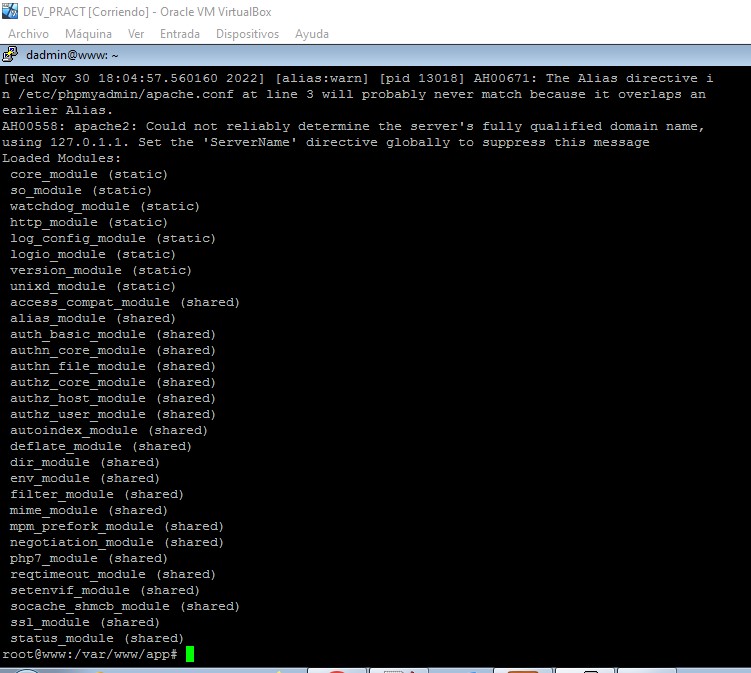 DEV_PRACT [Corriendo] - Oracle VM VirtualBox
Archivo Máquina Ver Entrada Dispositivos Ayuda
dadmin@www: ~
[Wed Nov 30 18:04:57.560160 2022] [alias:warn] [pid 13018] AH00671: The Alias directive i
n /etc/phpmyadmin/apache.conf at line 3 will probably never match because it overlaps an
earlier Alias.
AH00558: apache2: Could not reliably determine the server's fully qualified domain name,
using 127.0.1.1. Set the 'ServerName' directive globally to suppress this message
Loaded Modules:
core_module (static)
so_module (static)
watchdog_module (static)
http_module (static)
log_config_module (static)
logio_module (static)
version_module (static)
unixd_module (static)
access_compat_module (shared)
alias_module (shared)
auth_basic_module (shared)
authn_core_module (shared)
authn_file_module (shared)
authz_core_module (shared)
authz_host_module (shared)
authz_user_module (shared)
autoindex_module (shared)
deflate_module (shared)
dir_module (shared)
env_module (shared)
filter_module (shared)
mime_module (shared)
mpm_prefork_module (shared)
negotiation_module (shared)
php7_module (shared)
reqtimeout_module (shared)
setenvif_module (shared)
socache_shmcb_module (shared)
ssl_module (shared)
status_module (shared)
root@www:/var/www/app#